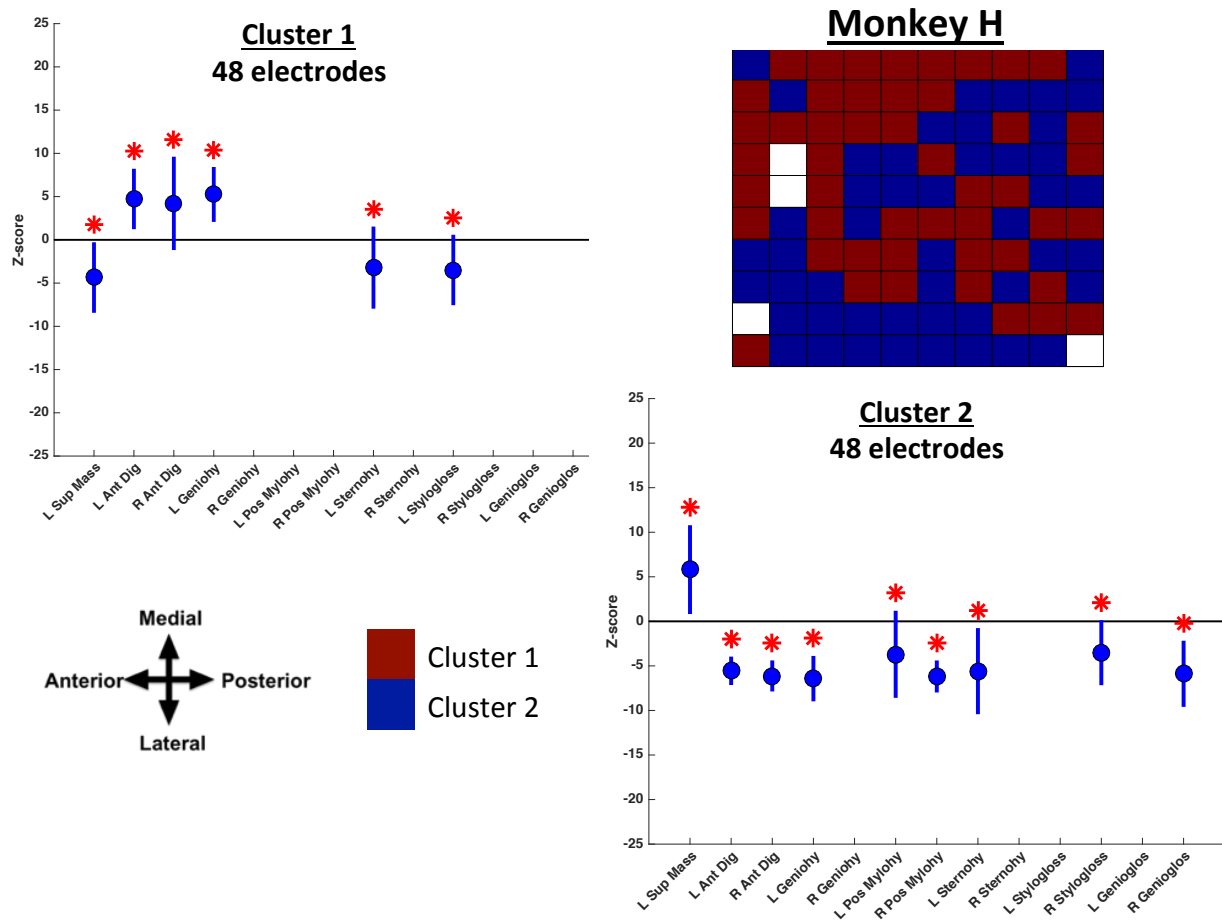 Cluster 1
48 electrodes
25
20
15
10
5
0
-5
-10
-15
-20
-25
Z-score
L Sup Mass
L Ant Dig
R Ant Dig
L Geniohy
R Geniohy
L Pos Mylohy
R Pos Mylohy
L Sternohy
R Sternohy
L Stylogloss
R Stylogloss
L Genioglos
R Genioglos
Monkey H
Medial
Anterior
Posterior
Lateral
Cluster 1
Cluster 2
Cluster 2
48 electrodes
25
20
15
10
5
0
-5
-10
-15
-20
-25
Z-score
L Sup Mass
L Ant Dig
R Ant Dig
L Geniohy
R Geniohy
L Pos Mylohy
R Pos Mylohy
L Sternohy
R Sternohy
L Stylogloss
R Stylogloss
L Genioglos
R Genioglos